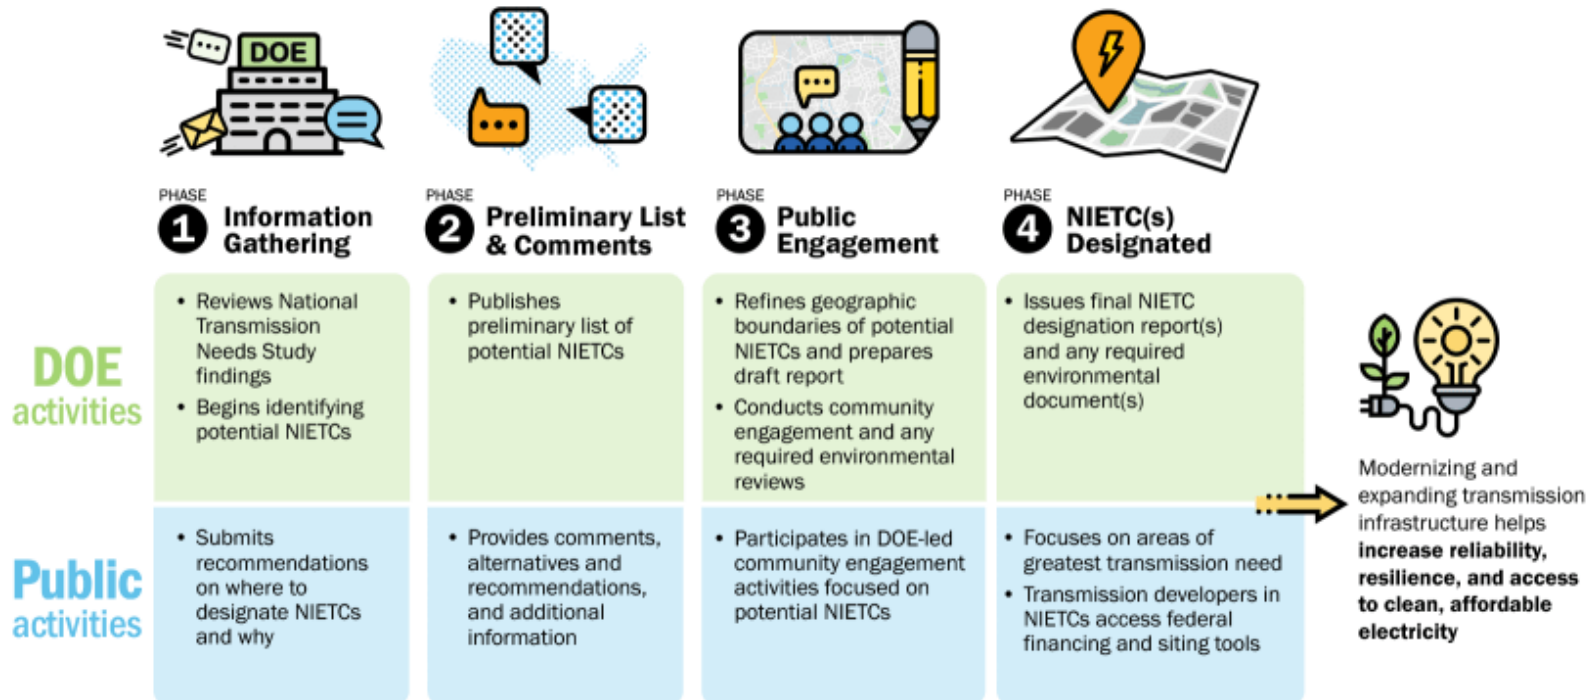 DOE
PHASE
1 Information
Gathering
PHASE
2 Preliminary List
& Comments
PHASE
3 Public
Engagement
PHASE
4 NIETC(s)
Designated
DOE
activities
• Reviews National
Transmission
Needs Study
findings
• Begins identifying
potential NIETCs
• Publishes
preliminary list of
potential NIETCs
• Refines geographic
boundaries of potential
NIETCs and prepares
draft report
• Conducts community
engagement and any
required environmental
reviews
• Issues final NIETC
designation report(s)
and any required
environmental
document(s)
Public
activities
• Submits
recommendations
on where to
designate NIETCs
and why
• Provides comments,
alternatives and
recommendations,
and additional
information
• Participates in DOE-led
community engagement
activities focused on
potential NIETCs
• Focuses on areas of
greatest transmission need
• Transmission developers in
NIETCs access federal
financing and siting tools
Modernizing and
expanding transmission
infrastructure helps
increase reliability,
resilience, and access
to clean, affordable
electricity